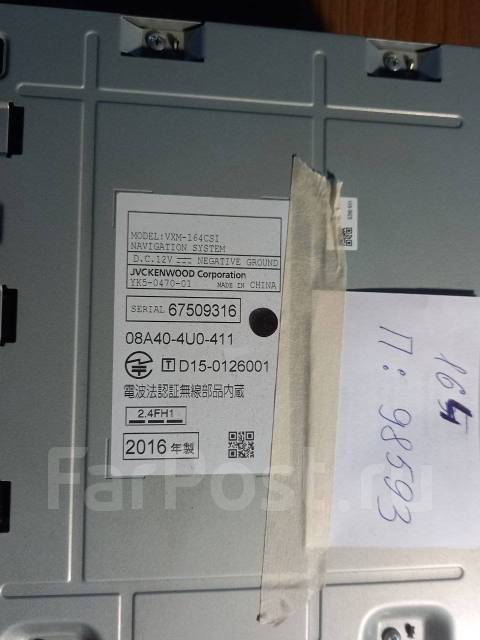 MODEL:VXM-164CSI
NAVIGATION SYSTEM
D.C.12V NEGATIVE GROUND
JVCKENWOOD Corporation
YK5-0470-01 MADE IN CHINA
SERIAL 67509316
08A40-4U0-411
T D15-0126001
電波法認証無線部品内蔵
2.4FH1
2016 年製
164
П: 98593
FarPost.ru